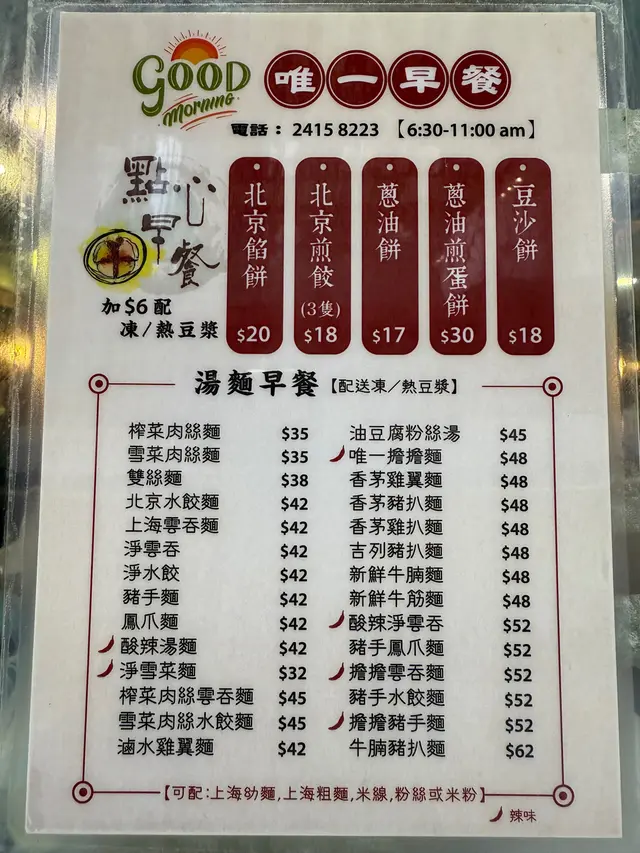 GOOD
Morning
唯一早餐
電話： 2415 8223 【6:30-11:00 am】
點心
早餐
加 $6 配
凍/熱豆漿
北京餡餅
$20
北京煎餃
(3隻)
$18
蔥油餅
$17
蔥油煎蛋餅
$30
豆沙餅
$18
湯麵早餐【配送凍/熱豆漿】
榨菜肉絲麵 $35
雪菜肉絲麵 $35
雙絲麵 $38
北京水餃麵 $42
上海雲吞麵 $42
淨雲吞 $42
淨水餃 $42
豬手麵 $42
鳳爪麵 $42
酸辣湯麵 $42
淨雪菜麵 $32
榨菜肉絲雲吞麵 $45
雪菜肉絲水餃麵 $45
滷水雞翼麵 $42
油豆腐粉絲湯 $45
唯一擔擔麵 $48
香茅雞翼麵 $48
香茅豬扒麵 $48
香茅雞扒麵 $48
吉列豬扒麵 $48
新鮮牛腩麵 $48
新鮮牛筋麵 $48
酸辣淨雲吞 $52
豬手鳳爪麵 $52
擔擔雲吞麵 $52
豬手水餃麵 $52
擔擔豬手麵 $52
牛腩豬扒麵 $62
【可配:上海幼麵,上海粗麵,米線,粉絲或米粉】
辣味